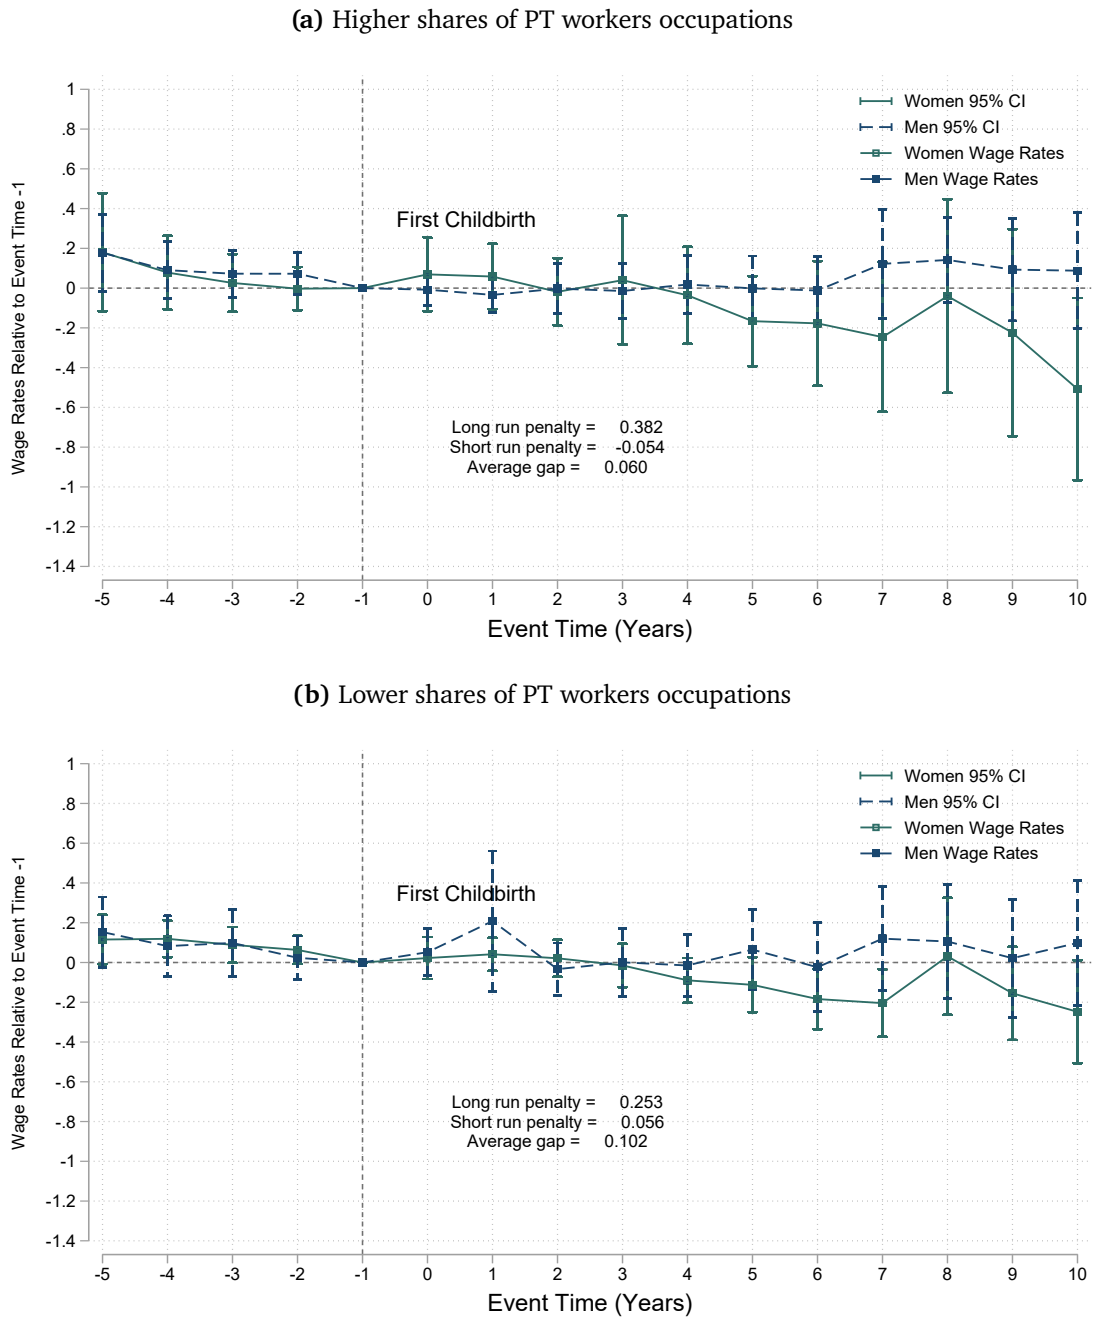 (a) Higher shares of PT workers occupations
Wage Rates Relative to Event Time -1
1
.8
.6
.4
.2
0
-.2
-.4
-.6
-.8
-1
-1.2
-1.4
Women 95% CI
Men 95% CI
Women Wage Rates
Men Wage Rates
First Childbirth
Long run penalty = 0.382
Short run penalty = -0.054
Average gap = 0.060
-5 -4 -3 -2 -1 0 1 2 3 4 5 6 7 8 9 10
Event Time (Years)
(b) Lower shares of PT workers occupations
Wage Rates Relative to Event Time -1
1
.8
.6
.4
.2
0
-.2
-.4
-.6
-.8
-1
-1.2
-1.4
Women 95% CI
Men 95% CI
Women Wage Rates
Men Wage Rates
First Childbirth
Long run penalty = 0.253
Short run penalty = 0.056
Average gap = 0.102
-5 -4 -3 -2 -1 0 1 2 3 4 5 6 7 8 9 10
Event Time (Years)